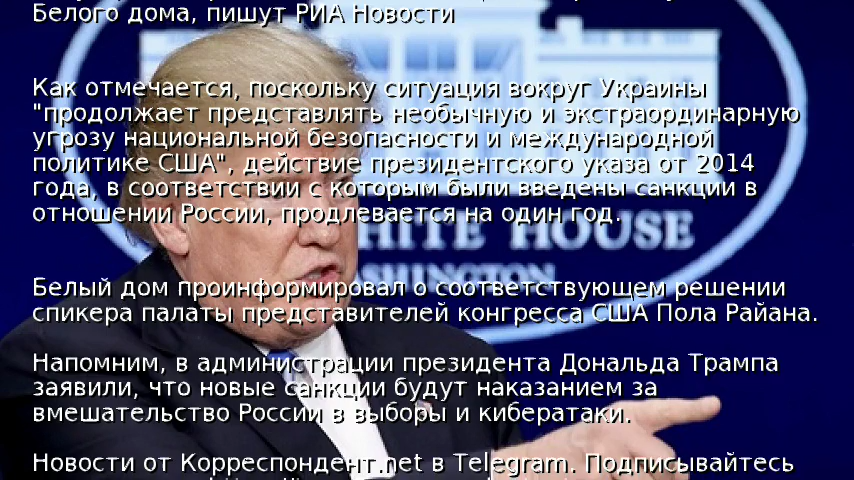 Белого дома, пишут РИА Новости
Как отмечается, поскольку ситуация вокруг Украины
"продолжает представлять необычную и экстраординарную
угрозу национальной безопасности и международной
политике США", действие президентского указа от 2014
года, в соответствии с которым были введены санкции в
отношении России, продлевается на один год.
HITE HOUSE
ASHINGTON
Белый дом проинформировал о соответствующем решении
спикера палаты представителей конгресса США Пола Райана.
Напомним, в администрации президента Дональда Трампа
заявили, что новые санкции будут наказанием за
вмешательство России в выборы и кибератаки.
Новости от Корреспондент.net в Telegram. Подписывайтесь